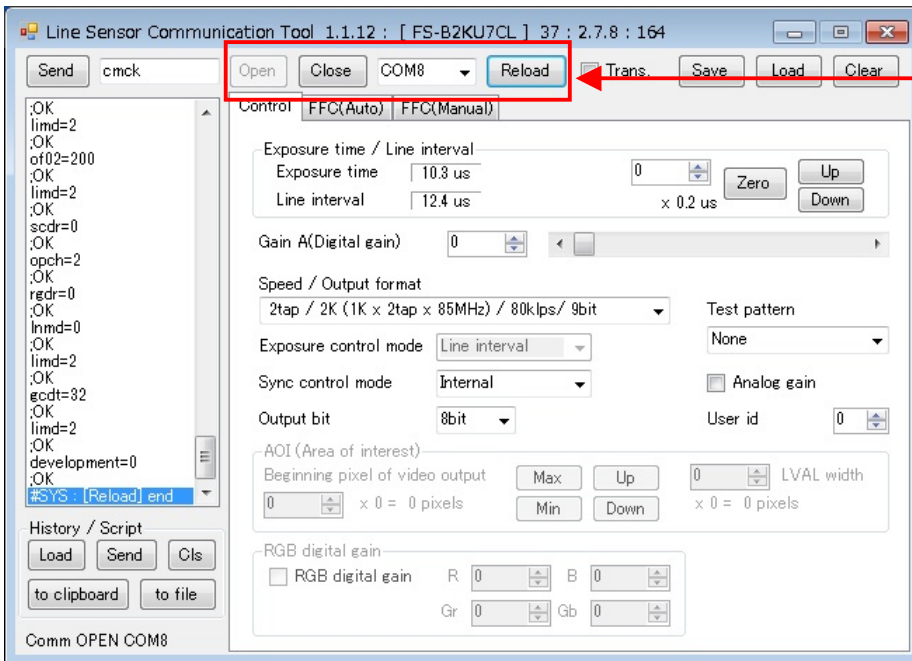 Line Sensor Communication Tool 1.1.12 : [ FS-B2KU7CL ] 37 : 2.7.8 : 164
Send cmck Open Close COM8 Reload Trans. Save Load Clear
;OK
limd=2
;OK
of02=200
;OK
limd=2
;OK
scdr=0
;OK
opch=2
;OK
rgdr=0
;OK
lnmd=0
;OK
limd=2
;OK
gcdt=32
;OK
limd=2
;OK
development=0
;OK
#SYS : [Reload] end
History / Script
Load Send Cls
to clipboard to file
Comm OPEN COM8
Control FFC(Auto) FFC(Manual)
Exposure time / Line interval
Exposure time 10.3 us 0 Zero Up
Line interval 12.4 us x 0.2 us Down
Gain A(Digital gain) 0
Speed / Output format
2tap / 2K (1K x 2tap x 85MHz) / 80klps/ 9bit
Test pattern
None
Exposure control mode Line interval
Sync control mode Internal
Analog gain
Output bit 8bit
User id 0
AOI (Area of interest)
Beginning pixel of video output Max Up 0 LVAL width
0 x 0 = 0 pixels Min Down x 0 = 0 pixels
RGB digital gain
RGB digital gain R 0 B 0
Gr 0 Gb 0